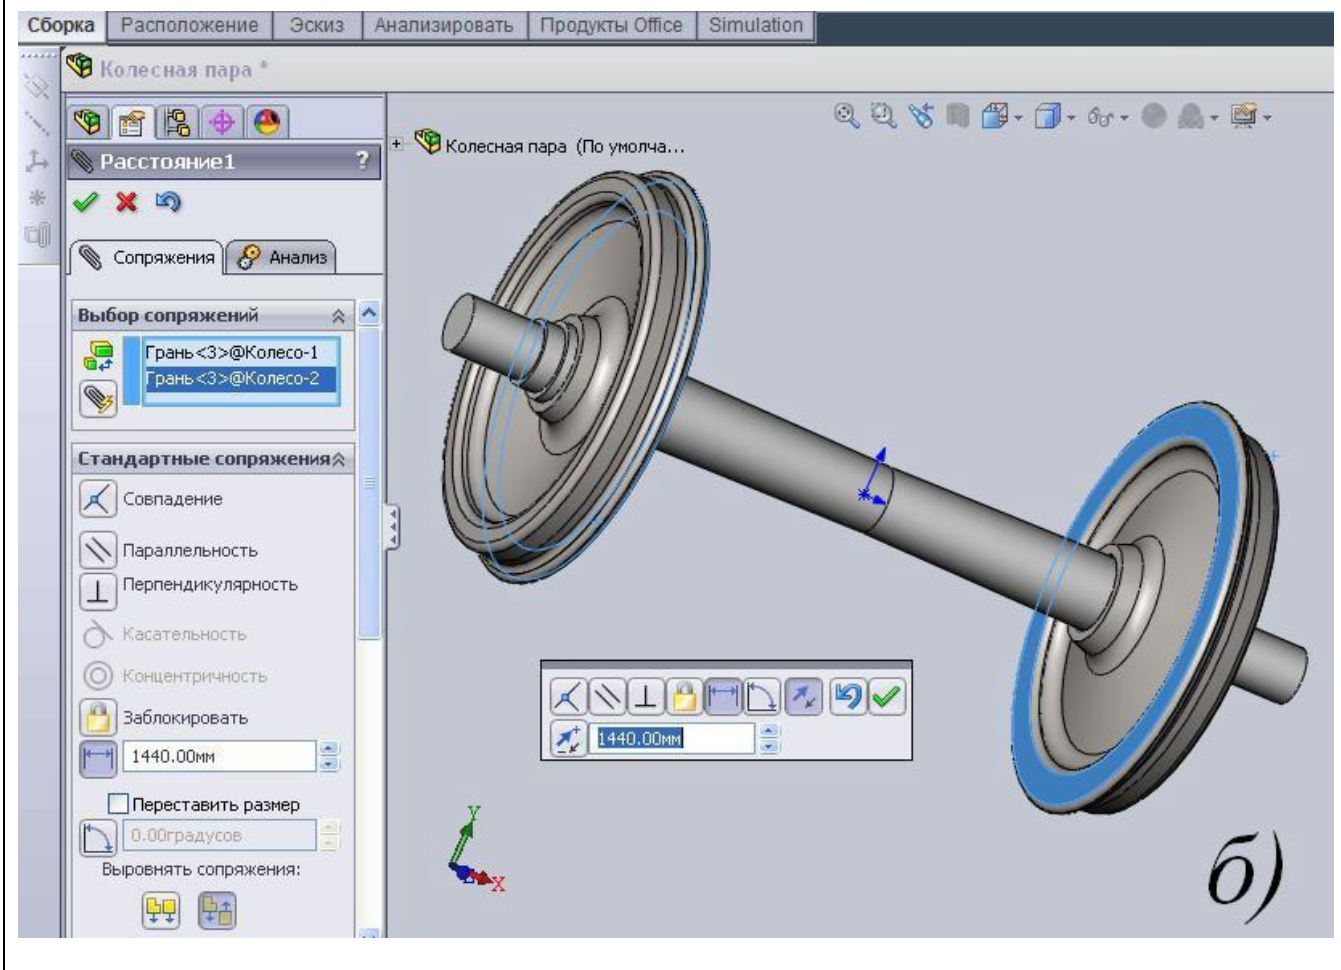 Сборка Расположение Эскиз Анализировать Продукты Office Simulation
Колесная пара *
Колесная пара (По умолча...
Расстояние1 ?
Сопряжения Анализ
Выбор сопряжений
Грань<3>@Колесо-1
Грань<3>@Колесо-2
Стандартные сопряжения
Совпадение
Параллельность
Перпендикулярность
Касательность
Концентричность
Заблокировать
1440.00мм
1440.00мм
Переставить размер
0.00градусов
Выровнять сопряжения:
Y
Z
X
б)